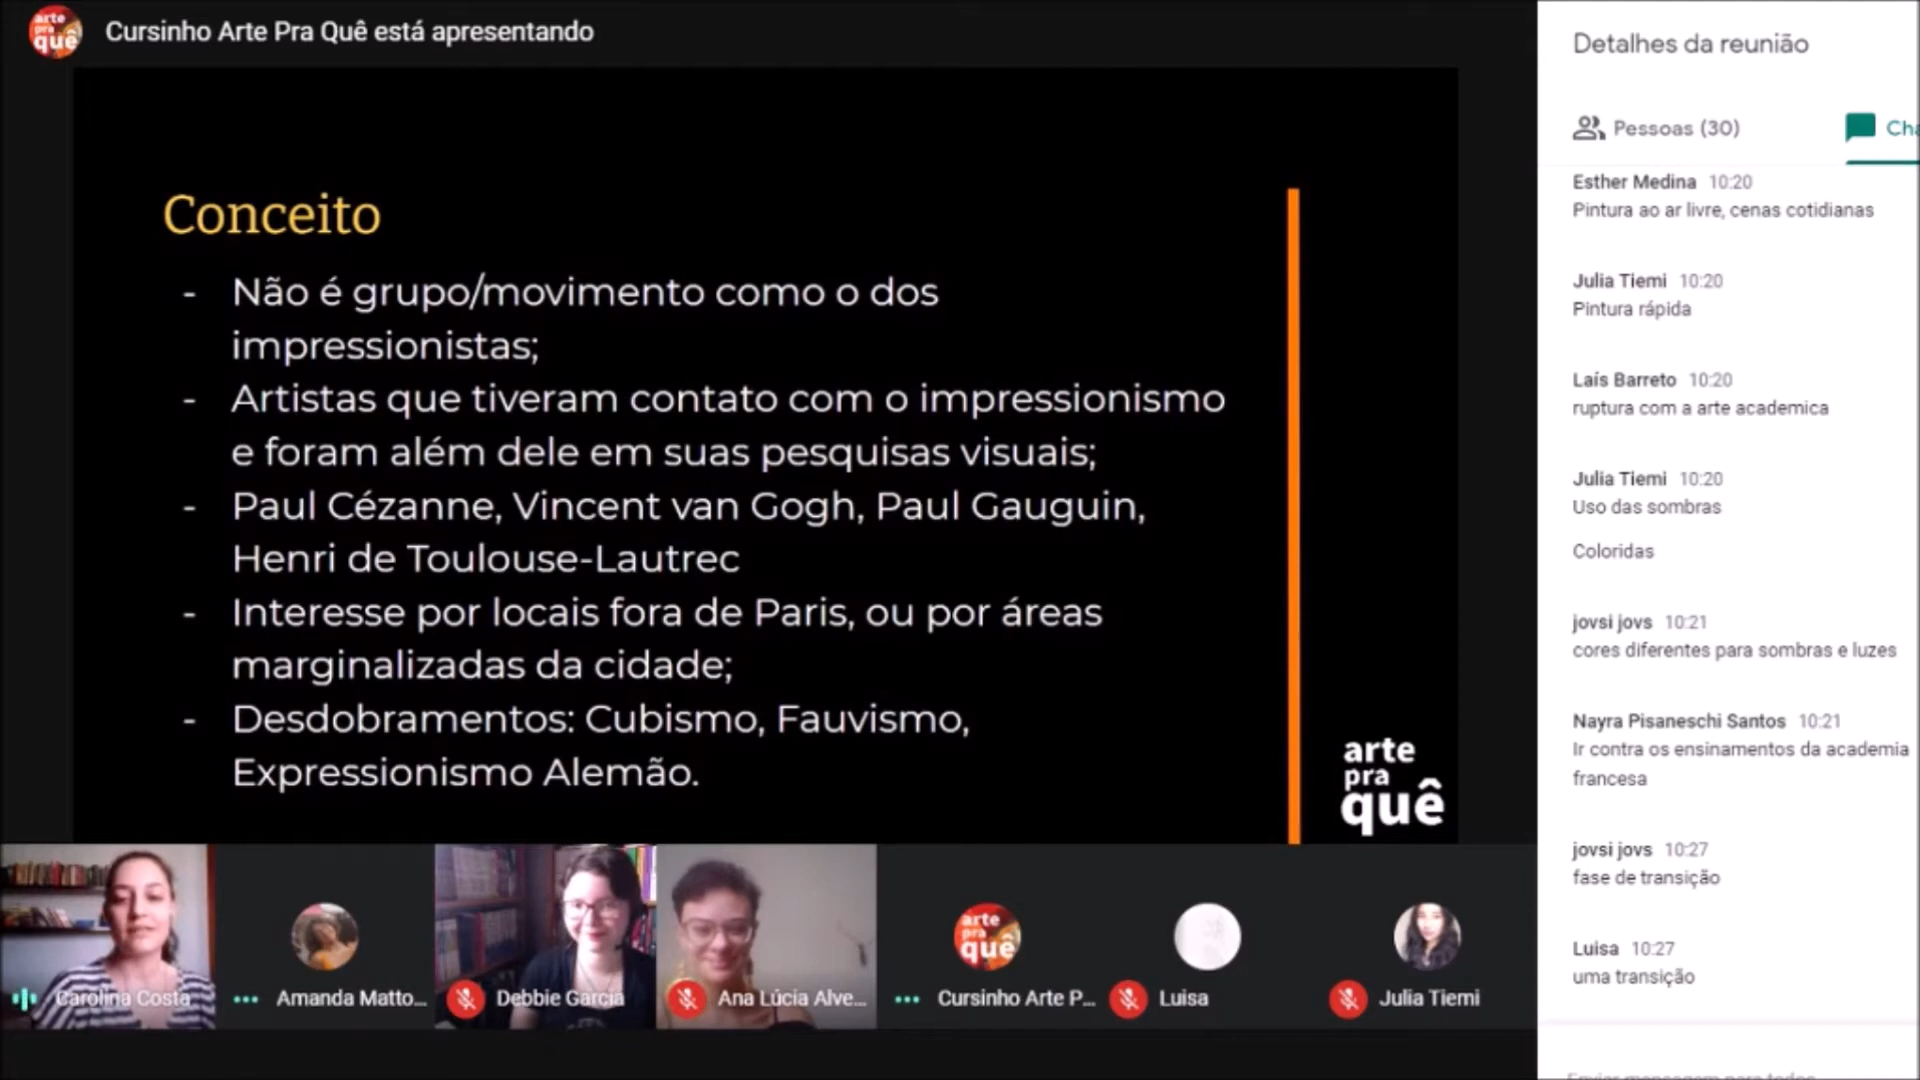 arte
pra
quê
Cursinho Arte Pra Quê está apresentando
Conceito
- Não é grupo/movimento como o dos
impressionistas;
- Artistas que tiveram contato com o impressionismo
e foram além dele em suas pesquisas visuais;
- Paul Cézanne, Vincent van Gogh, Paul Gauguin,
Henri de Toulouse-Lautrec
- Interesse por locais fora de Paris, ou por áreas
marginalizadas da cidade;
- Desdobramentos: Cubismo, Fauvismo,
Expressionismo Alemão.
arte
pra
quê
arte
pra
quê
Carolina Costa
Amanda Matto...
Debbie Garcia
Ana Lúcia Alve...
Cursinho Arte P...
Luisa
Julia Tiemi
Detalhes da reunião
Pessoas (30)
Cha
Esther Medina 10:20
Pintura ao ar livre, cenas cotidianas
Julia Tiemi 10:20
Pintura rápida
Laís Barreto 10:20
ruptura com a arte academica
Julia Tiemi 10:20
Uso das sombras
Coloridas
jovsi jovs 10:21
cores diferentes para sombras e luzes
Nayra Pisaneschi Santos 10:21
Ir contra os ensinamentos da academia
francesa
jovsi jovs 10:27
fase de transição
Luisa 10:27
uma transição